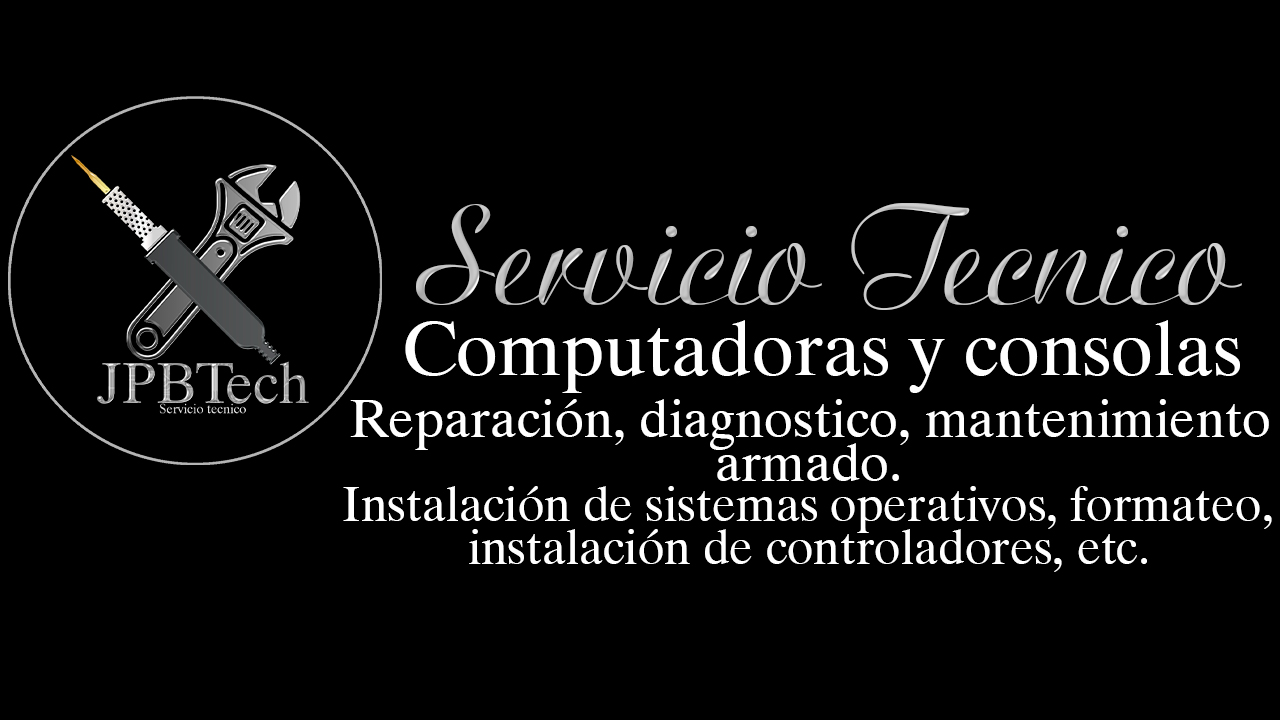 JPBTech
Servicio tecnico
Servicio Tecnico
Computadoras y consolas
Reparación, diagnostico, mantenimiento
armado.
Instalación de sistemas operativos, formateo,
instalación de controladores, etc.